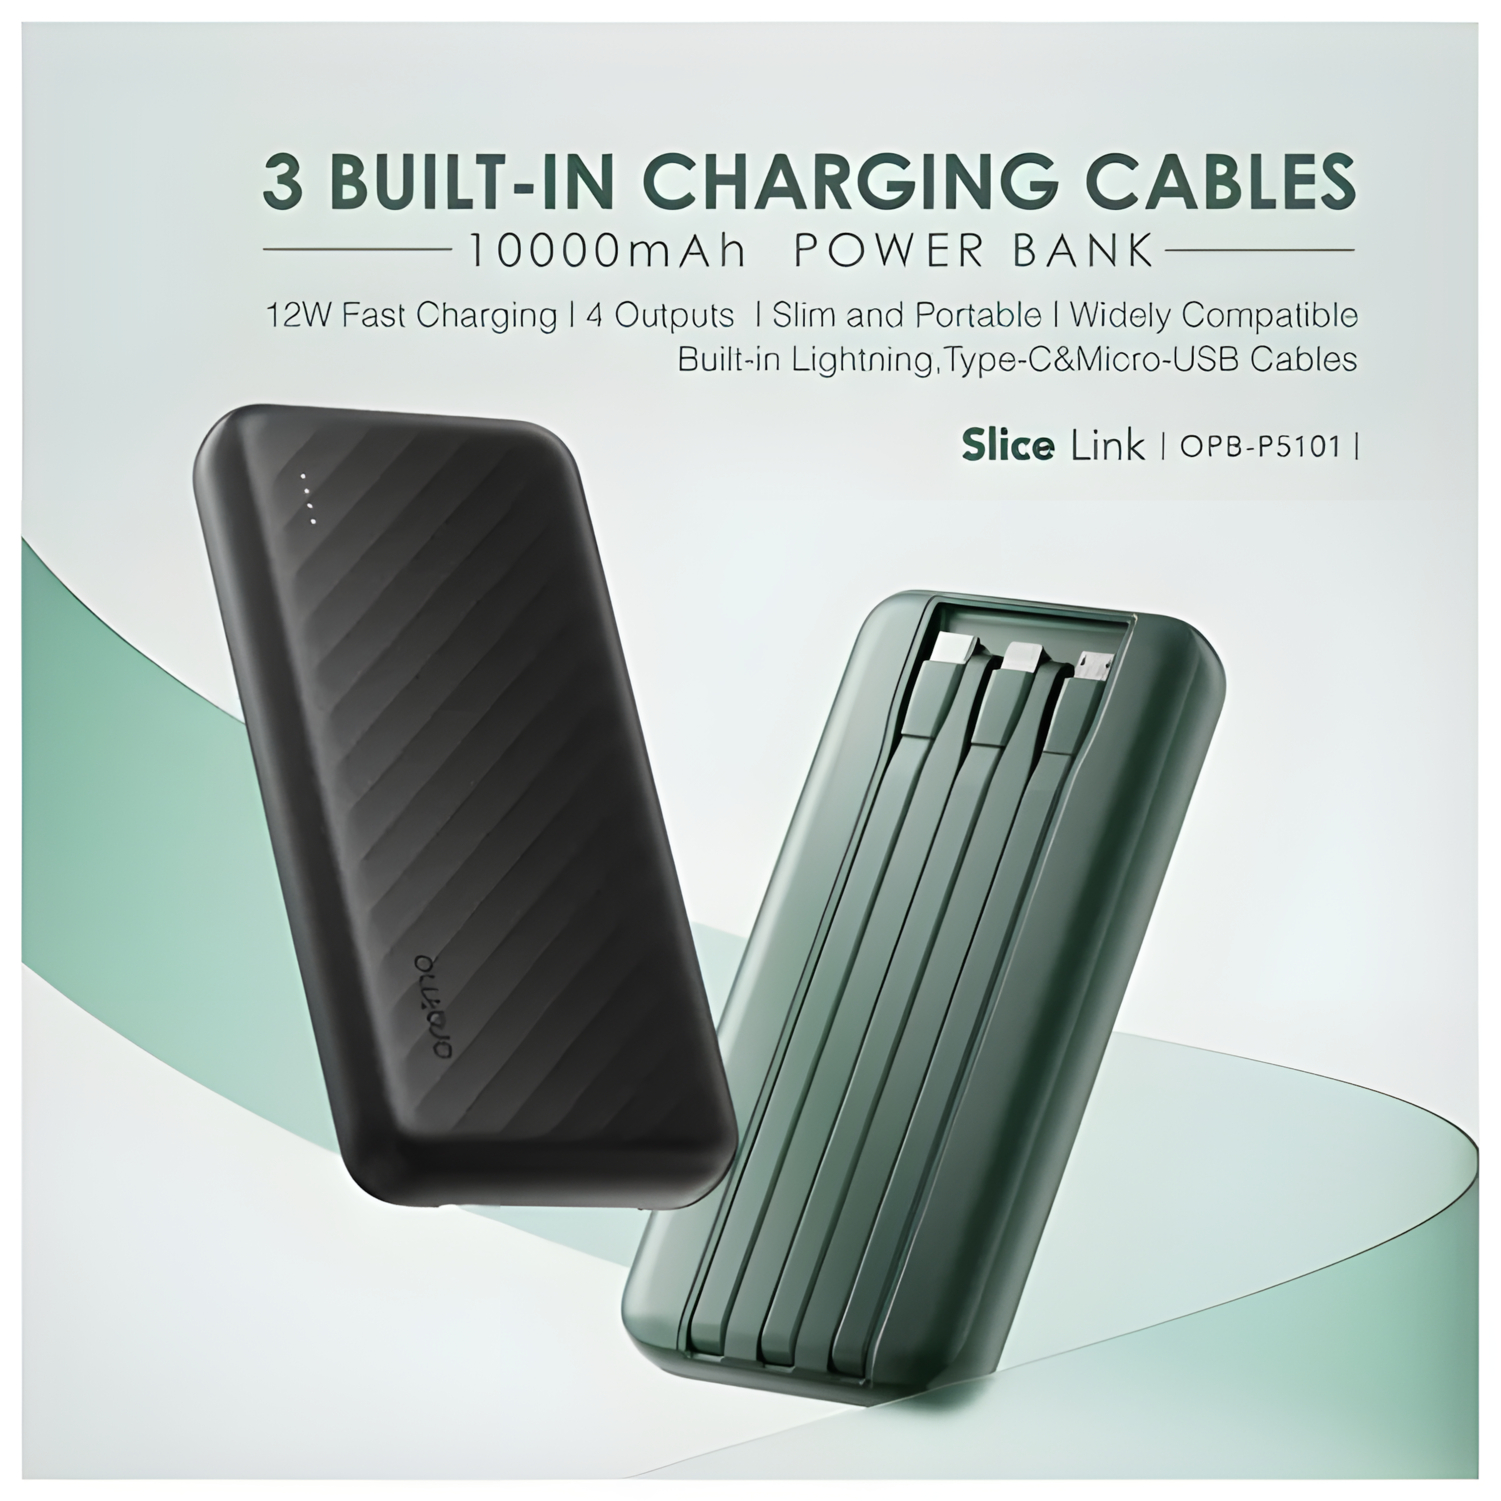 3 BUILT-IN CHARGING CABLES
10000mAh POWER BANK
12W Fast Charging | 4 Outputs | Slim and Portable | Widely Compatible
Built-in Lightning,Type-C&Micro-USB Cables
Slice Link | OPB-P5101 |
oraimo